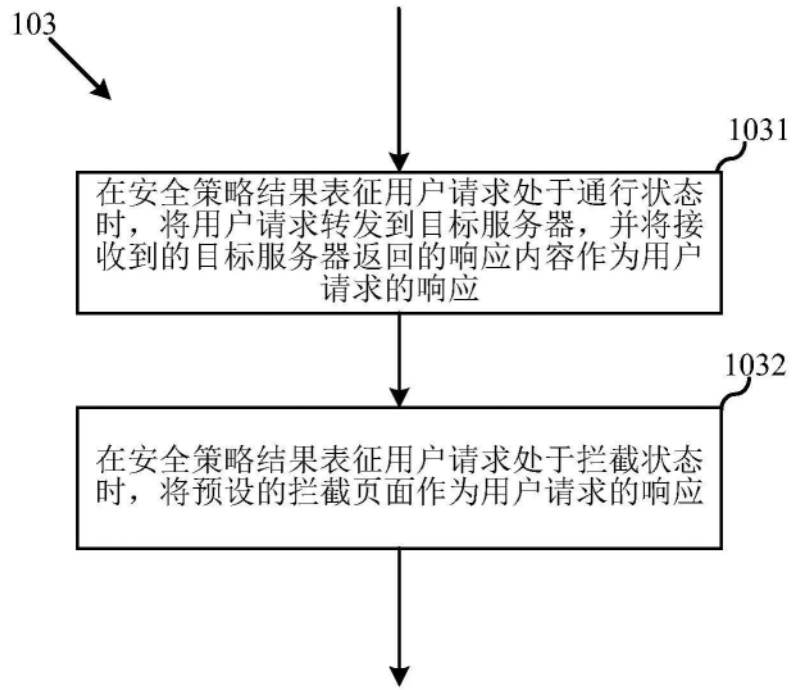 103
1031
在安全策略结果表征用户请求处于通行状态
时，将用户请求转发到目标服务器，并将接
收到的目标服务器返回的响应内容作为用户
请求的响应
1032
在安全策略结果表征用户请求处于拦截状态
时，将预设的拦截页面作为用户请求的响应